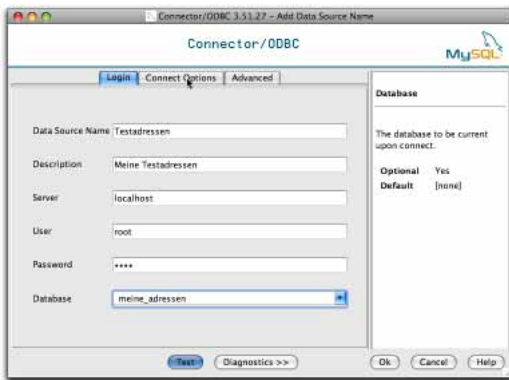 Connector/ODBC 3.51.27 – Add Data Source Name
Connector/ODBC
MySQL
Login Connect Options Advanced
Data Source Name Testadressen
Description Meine Testadressen
Server localhost
User root
Password ••••
Database meine_adressen
Database
The database to be current
upon connect.
Optional Yes
Default [none]
Test Diagnostics >> Ok Cancel Help